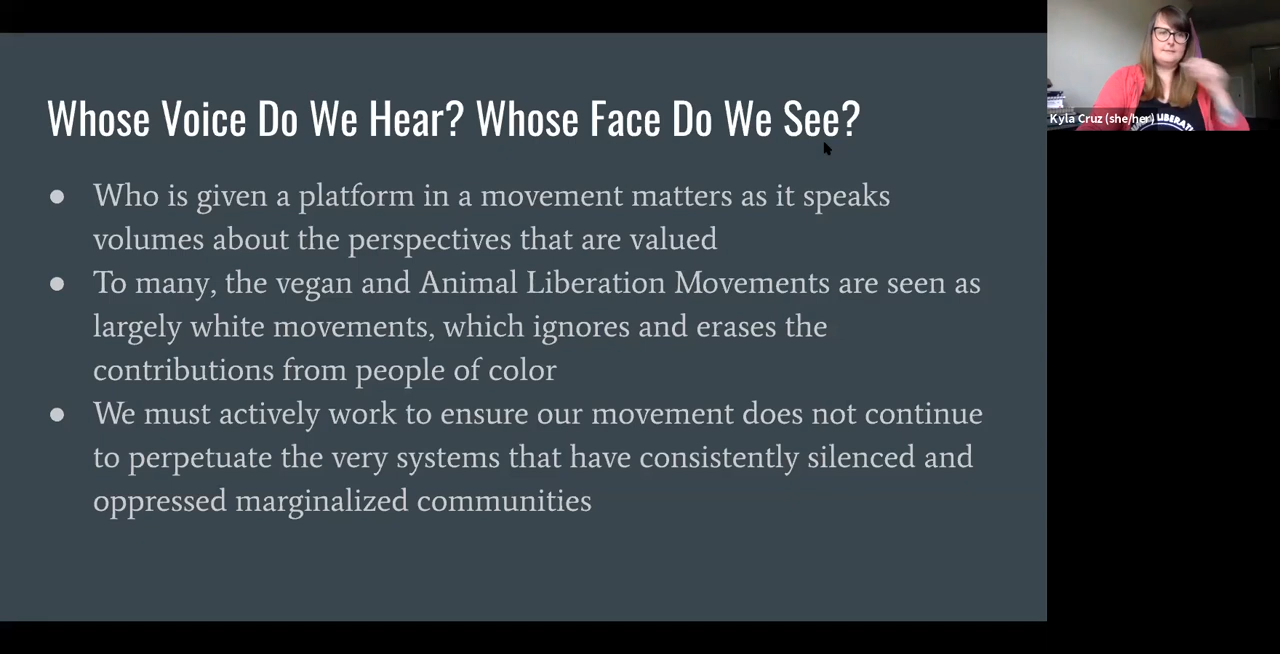 Whose Voice Do We Hear? Whose Face Do We See?
● Who is given a platform in a movement matters as it speaks
volumes about the perspectives that are valued
● To many, the vegan and Animal Liberation Movements are seen as
largely white movements, which ignores and erases the
contributions from people of color
● We must actively work to ensure our movement does not continue
to perpetuate the very systems that have consistently silenced and
oppressed marginalized communities
Kyla Cruz (she/her)